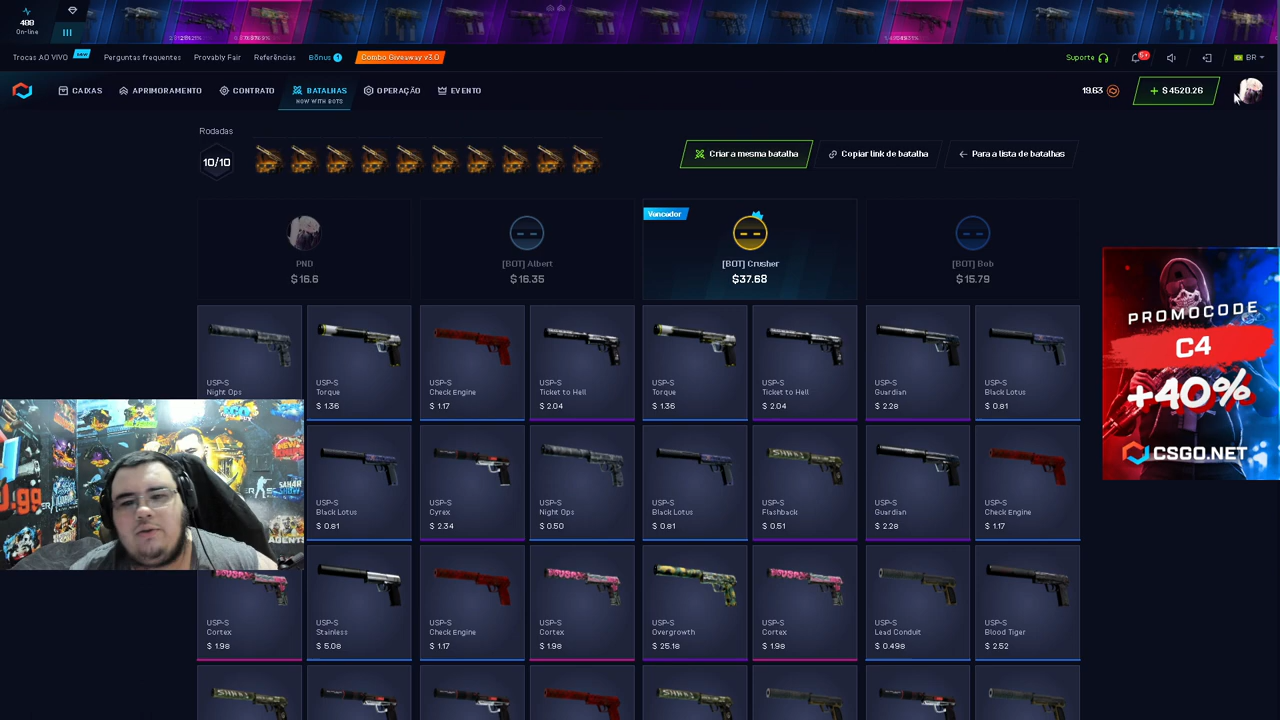 488
On-line
Trocas AO VIVO
NEW
Perguntas frequentes
Provably Fair
Referências
Bônus 1
Combo Giveaway v3.0
Suporte
5+
BR
CAIXAS
APRIMORAMENTO
CONTRATO
BATALHAS
NOW WITH BOTS
OPERAÇÃO
EVENTO
19.63
+ $ 4520.26
Rodadas
10/10
Criar a mesma batalha
Copiar link de batalha
Para a lista de batalhas
PND
$ 16.6
[BOT] Albert
$ 16.35
Vencedor
[BOT] Crusher
$ 37.68
[BOT] Bob
$ 15.79
USP-S
Night Ops
USP-S
Torque
$ 1.36
USP-S
Check Engine
$ 1.17
USP-S
Ticket to Hell
$ 2.04
USP-S
Torque
$ 1.36
USP-S
Ticket to Hell
$ 2.04
USP-S
Guardian
$ 2.28
USP-S
Black Lotus
$ 0.81
USP-S
Black Lotus
$ 0.81
USP-S
Cyrex
$ 2.34
USP-S
Night Ops
$ 0.50
USP-S
Black Lotus
$ 0.81
USP-S
Flashback
$ 0.51
USP-S
Guardian
$ 2.28
USP-S
Check Engine
$ 1.17
USP-S
Cortex
$ 1.98
USP-S
Stainless
$ 5.08
USP-S
Check Engine
$ 1.17
USP-S
Cortex
$ 1.98
USP-S
Overgrowth
$ 25.18
USP-S
Cortex
$ 1.98
USP-S
Lead Conduit
$ 0.498
USP-S
Blood Tiger
$ 2.52
PROMOCODE
C4
+40%
CSGO.NET